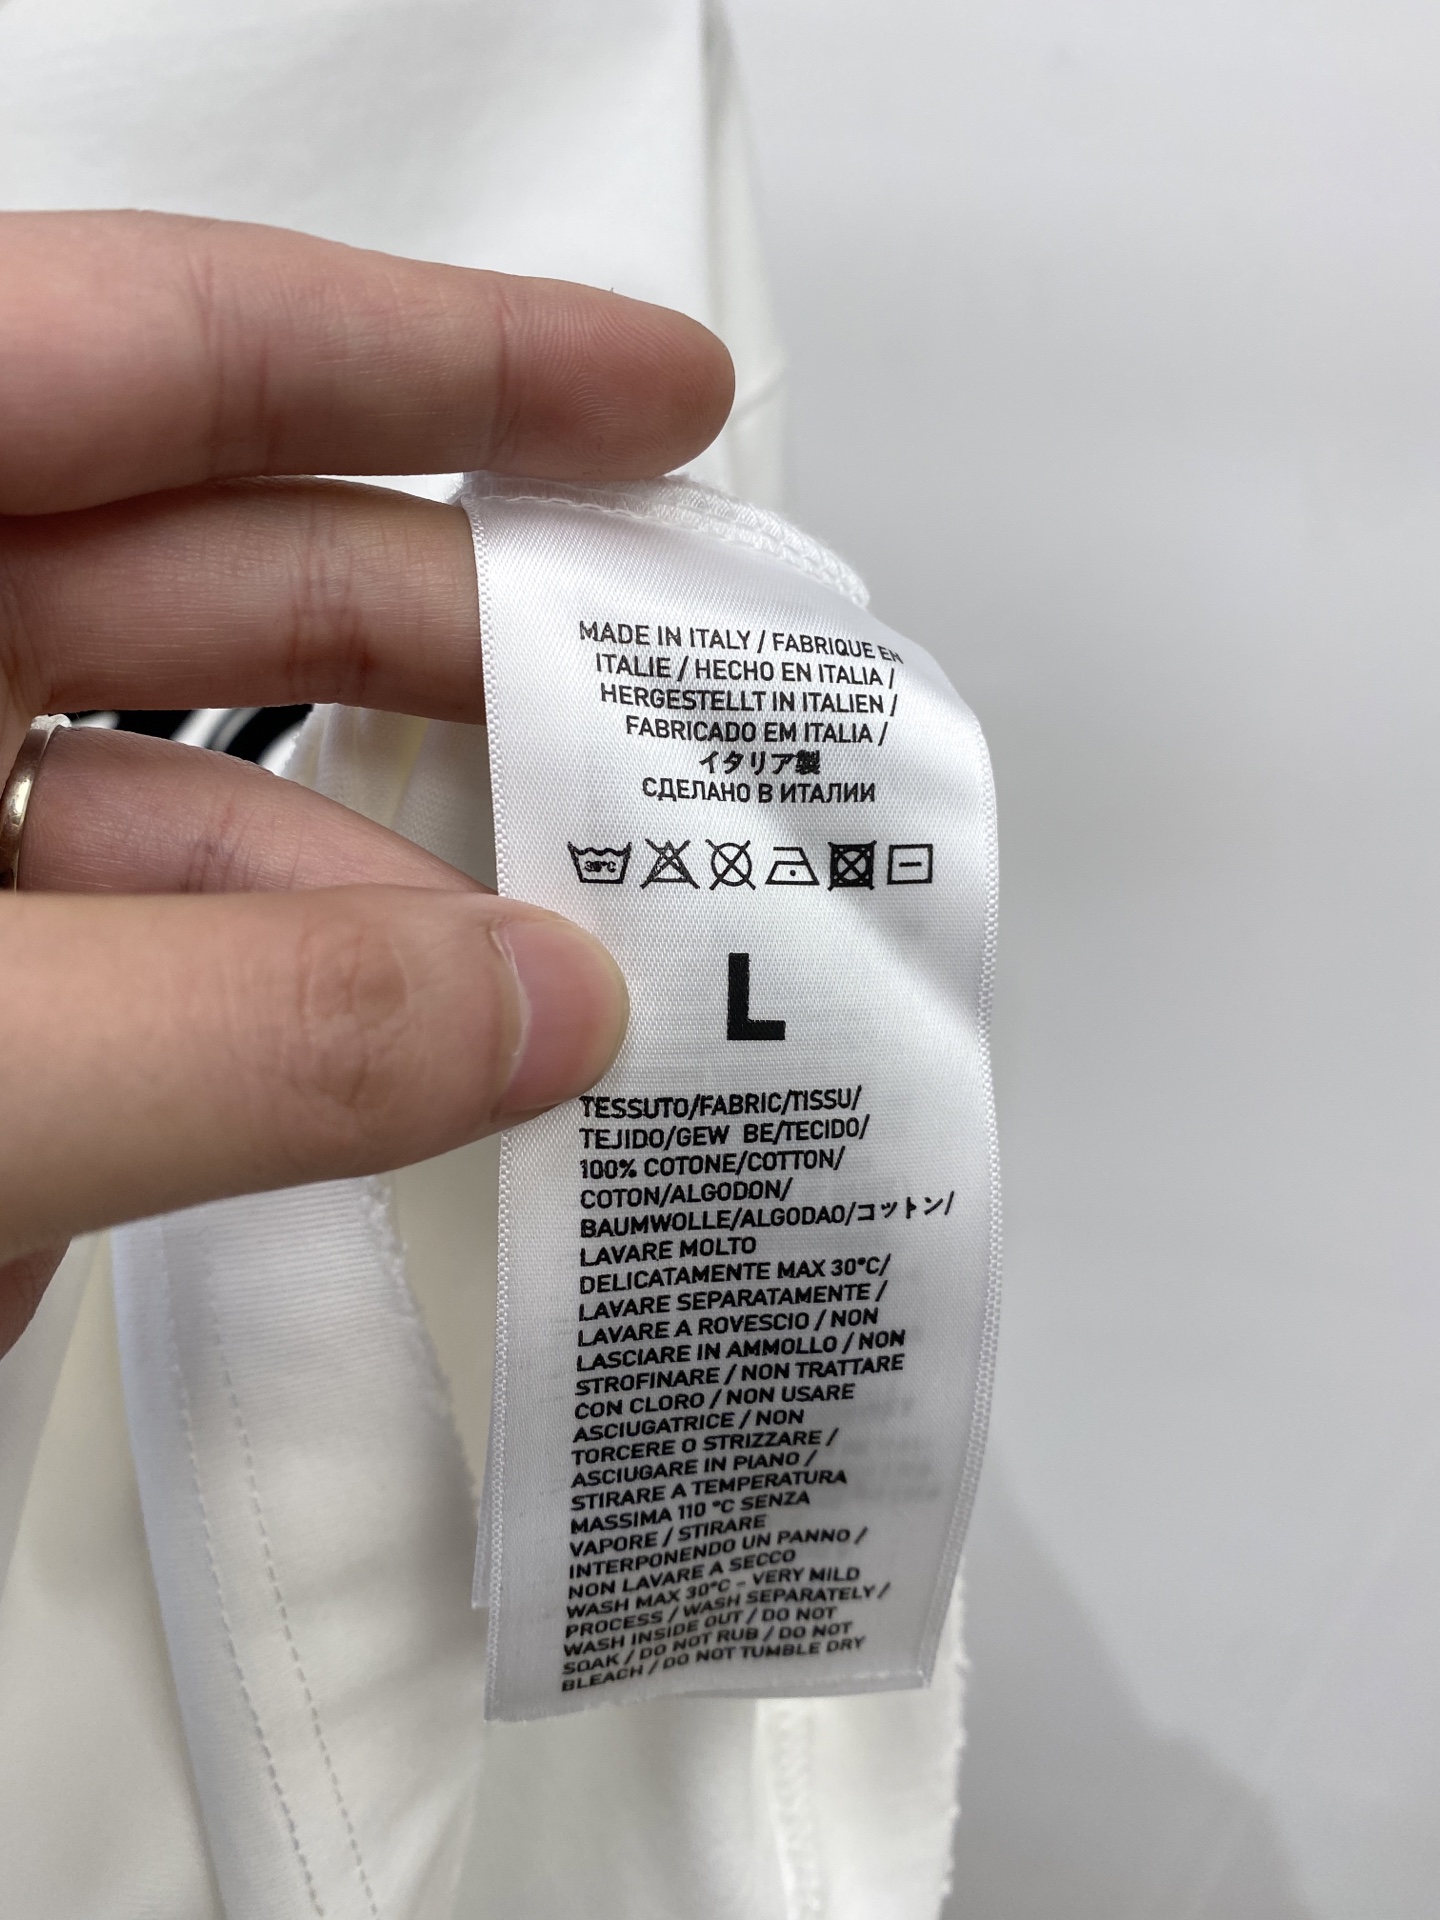 MADE IN ITALY / FABRIQUE EN
ITALIE / HECHO EN ITALIA /
HERGESTELLT IN ITALIEN /
FABRICADO EM ITALIA /
イタリア製
СДЕЛАНО В ИТАЛИИ
30°C
L
TESSUTO/FABRIC/TISSU/
TEJIDO/GEW BE/TECIDO/
100% COTONE/COTTON/
COTON/ALGODON/
BAUMWOLLE/ALGODAO/コットン/
LAVARE MOLTO
DELICATAMENTE MAX 30°C/
LAVARE SEPARATAMENTE /
LAVARE A ROVESCIO / NON
LASCIARE IN AMMOLLO / NON
STROFINARE / NON TRATTARE
CON CLORO / NON USARE
ASCIUGATRICE / NON
TORCERE O STRIZZARE /
ASCIUGARE IN PIANO /
STIRARE A TEMPERATURA
MASSIMA 110 °C SENZA
VAPORE / STIRARE
INTERPONENDO UN PANNO /
NON LAVARE A SECCO
WASH MAX 30°C - VERY MILD
PROCESS / WASH SEPARATELY /
WASH INSIDE OUT / DO NOT
SOAK / DO NOT RUB / DO NOT
BLEACH / DO NOT TUMBLE DRY